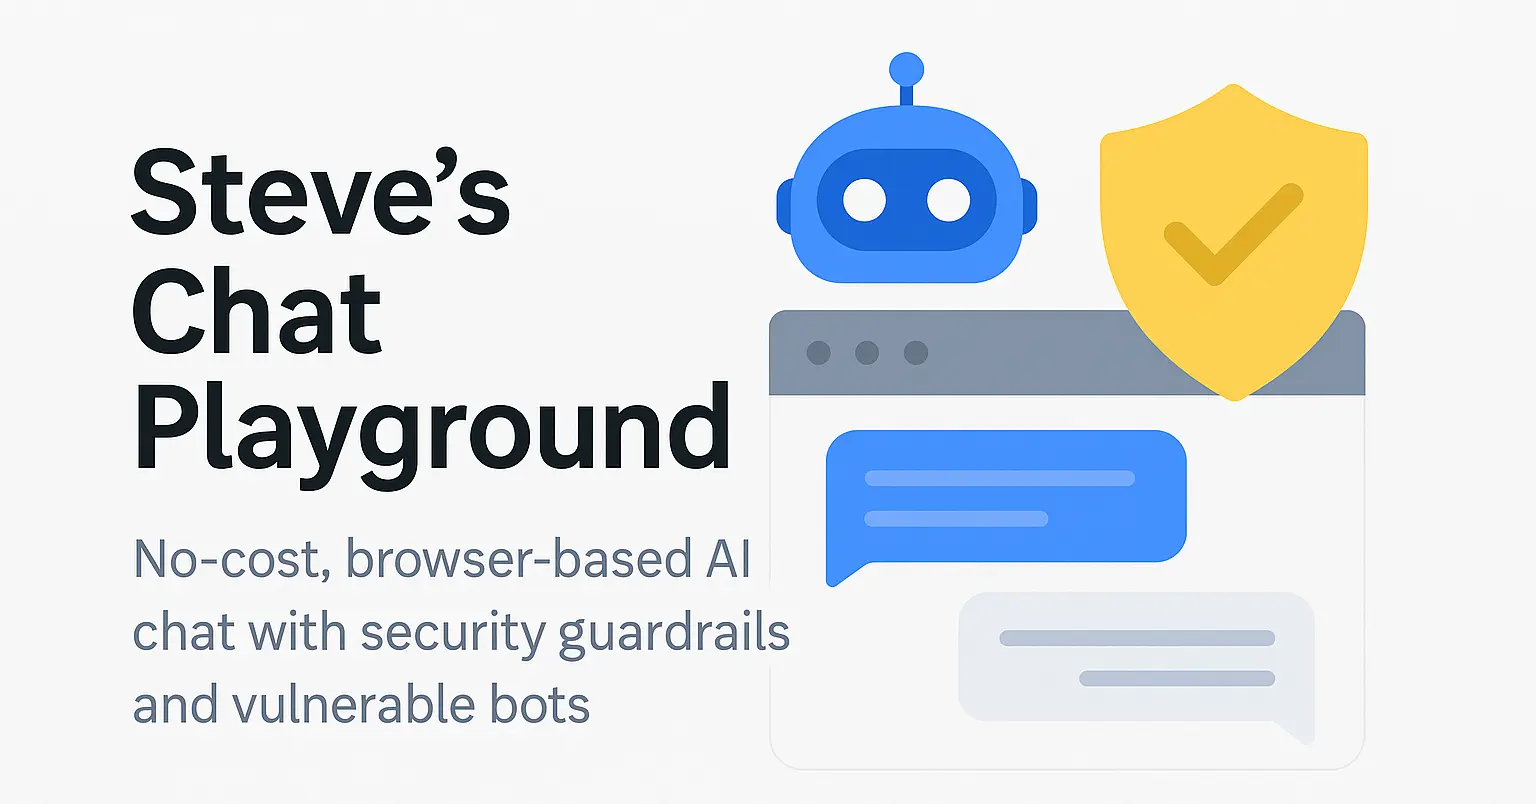 Steve’s
Chat
Playground
No-cost, browser-based AI
chat with security guardrails
and vulnerable bots